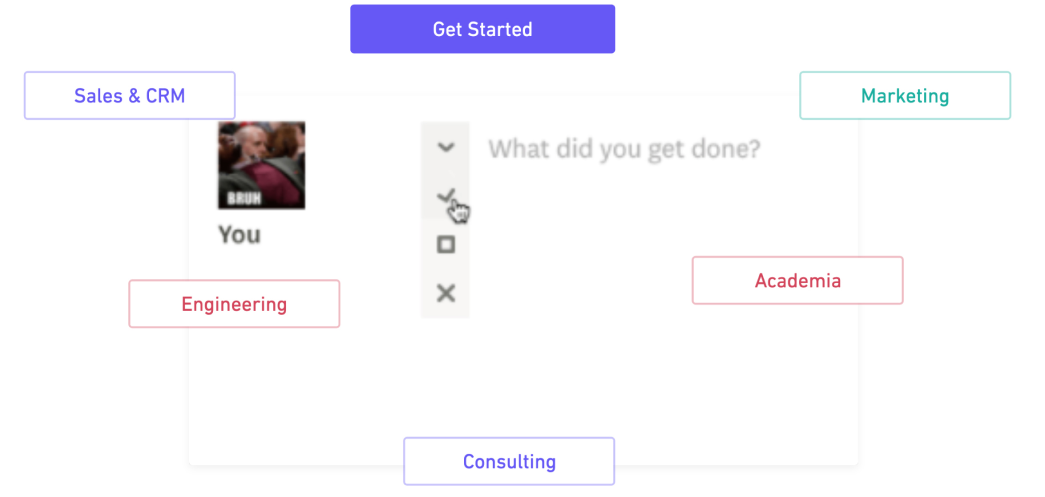 Get Started
Sales & CRM
Marketing
What did you get done?
BRUH
You
Academia
Engineering
Consulting